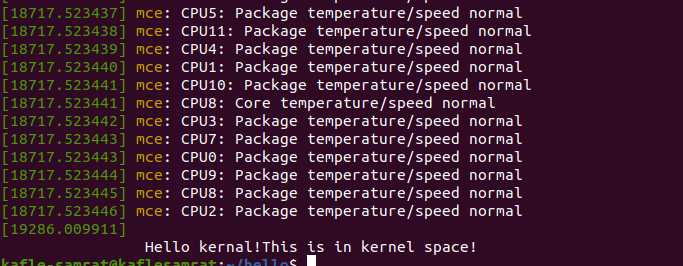 [18717.523437] mce: CPU5: Package temperature/speed normal
[18717.523438] mce: CPU11: Package temperature/speed normal
[18717.523439] mce: CPU4: Package temperature/speed normal
[18717.523440] mce: CPU1: Package temperature/speed normal
[18717.523441] mce: CPU10: Package temperature/speed normal
[18717.523441] mce: CPU8: Core temperature/speed normal
[18717.523442] mce: CPU3: Package temperature/speed normal
[18717.523443] mce: CPU7: Package temperature/speed normal
[18717.523443] mce: CPU0: Package temperature/speed normal
[18717.523444] mce: CPU9: Package temperature/speed normal
[18717.523445] mce: CPU8: Package temperature/speed normal
[18717.523446] mce: CPU2: Package temperature/speed normal
[19286.009911]
Hello kernal!This is in kernel space!
kafle-samrat@kaflesamrat:~/hello$